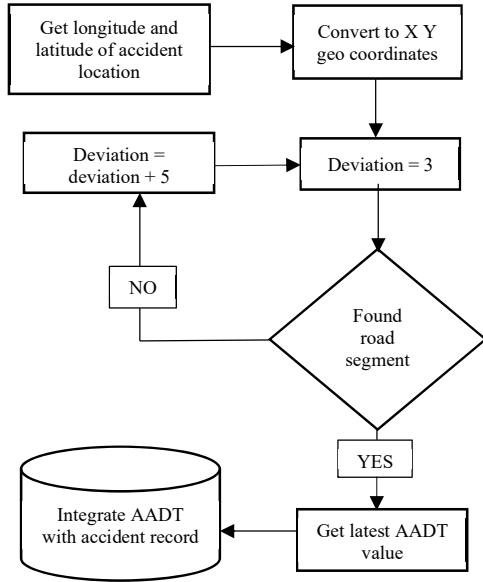 Get longitude and
latitude of accident
location
Convert to X Y
geo coordinates
Deviation =
deviation + 5
Deviation = 3
NO
Found
road
segment
YES
Integrate AADT
with accident record
Get latest AADT
value